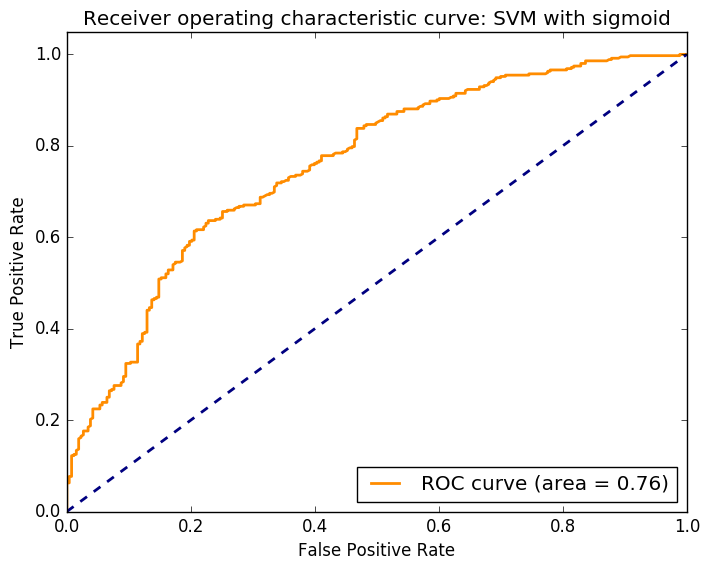 Receiver operating characteristic curve: SVM with sigmoid
1.0
0.8
0.6
0.4
0.2
0.0
True Positive Rate
ROC curve (area = 0.76)
0.0 0.2 0.4 0.6 0.8 1.0
False Positive Rate